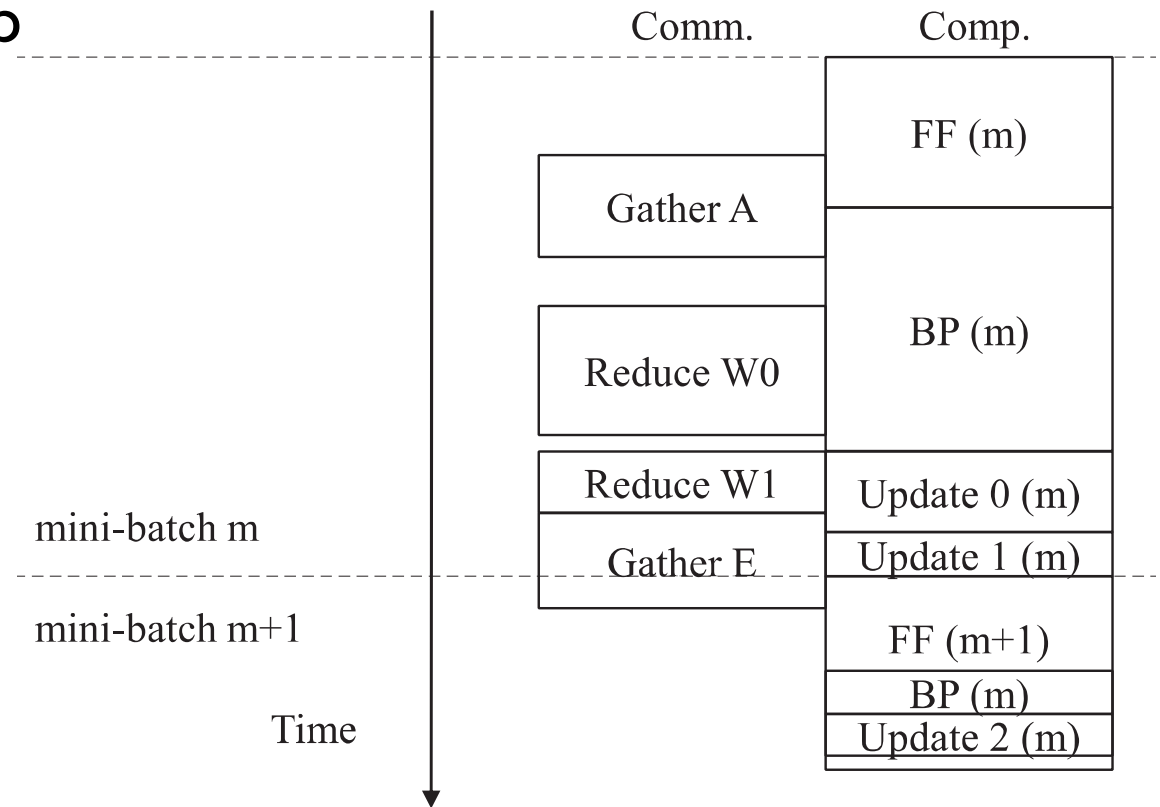 b
Comm. Comp.
FF (m)
Gather A
BP (m)
Reduce W0
Reduce W1
Update 0 (m)
mini-batch m
Gather E
Update 1 (m)
mini-batch m+1
FF (m+1)
BP (m)
Time
Update 2 (m)